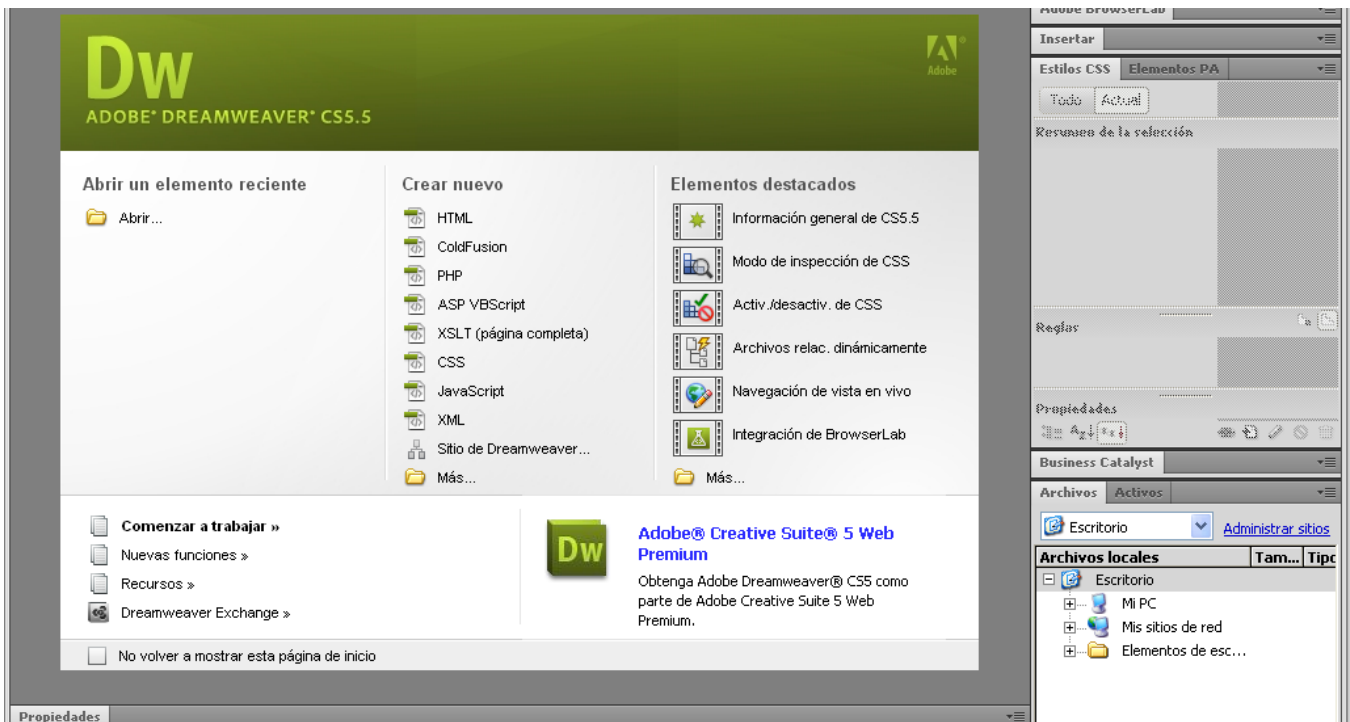 Adobe BrowserLab
Insertar
Estilos CSS Elementos PA
Todo Actual
Resumen de la selección
Reglas
Propiedades
Business Catalyst
Archivos Activos
Escritorio Administrar sitios
Archivos locales Tam... Tipo
Escritorio
Mi PC
Mis sitios de red
Elementos de esc...
Dw
Adobe
ADOBE® DREAMWEAVER® CS5.5
Abrir un elemento reciente
Abrir...
Crear nuevo
HTML
ColdFusion
PHP
ASP VBScript
XSLT (página completa)
CSS
JavaScript
XML
Sitio de Dreamweaver...
Más...
Elementos destacados
Información general de CS5.5
Modo de inspección de CSS
Activ./desactiv. de CSS
Archivos relac. dinámicamente
Navegación de vista en vivo
Integración de BrowserLab
Más...
Comenzar a trabajar »
Nuevas funciones »
Recursos »
Dreamweaver Exchange »
Dw
Adobe® Creative Suite® 5 Web
Premium
Obtenga Adobe Dreamweaver® CS5 como
parte de Adobe Creative Suite 5 Web
Premium.
No volver a mostrar esta página de inicio
Propiedades